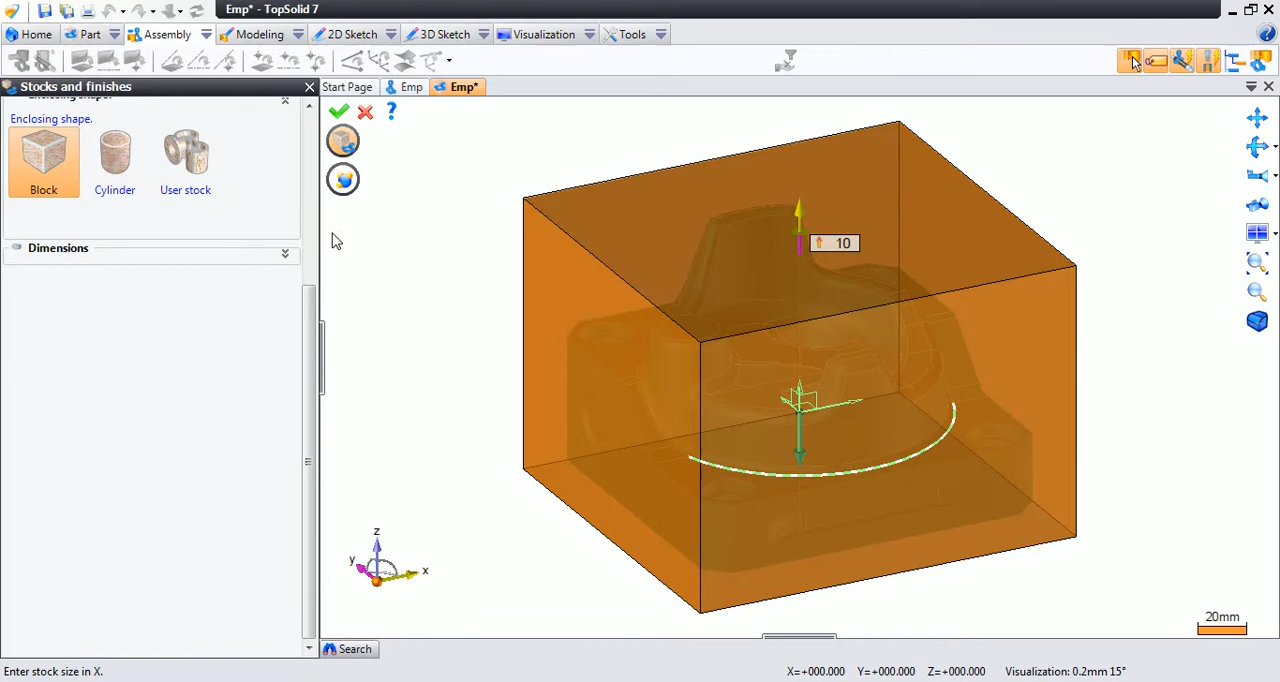 Emp* - TopSolid 7
Home Part Assembly Modeling 2D Sketch 3D Sketch Visualization Tools
Stocks and finishes
Start Page Emp Emp*
Enclosing shape.
Block Cylinder User stock
Dimensions
10
z
y
x
20mm
Search
Enter stock size in X.
X=+000.000 Y=+000.000 Z=+000.000 Visualization: 0.2mm 15°